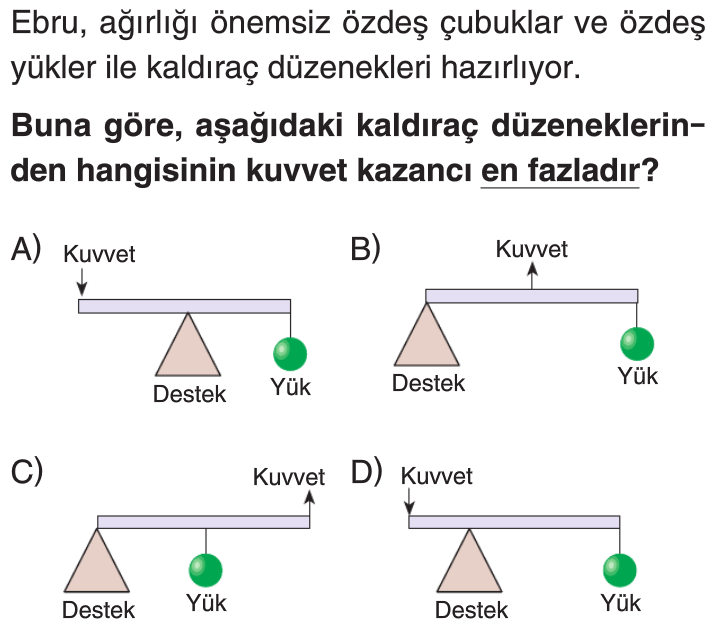 Ebru, ağırlığı önemsiz özdeş çubuklar ve özdeş
yükler ile kaldıraç düzenekleri hazırlıyor.
Buna göre, aşağıdaki kaldıraç düzeneklerin-
den hangisinin kuvvet kazancı en fazladır?
A) Kuvvet
Destek
Yük
B) Kuvvet
Destek
Yük
C) Kuvvet
Destek
Yük
D) Kuvvet
Destek
Yük